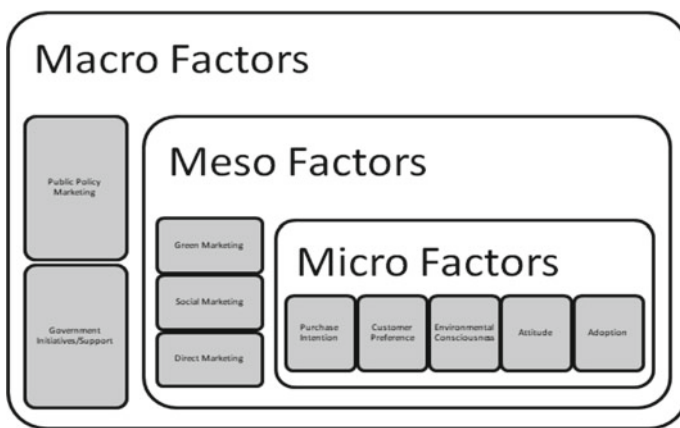 Macro Factors
Public Policy
Marketing
Government
Initiatives/Support
Meso Factors
Green Marketing
Social Marketing
Direct Marketing
Micro Factors
Purchase
Intention
Customer
Preference
Environmental
Consciousness
Attitude
Adoption